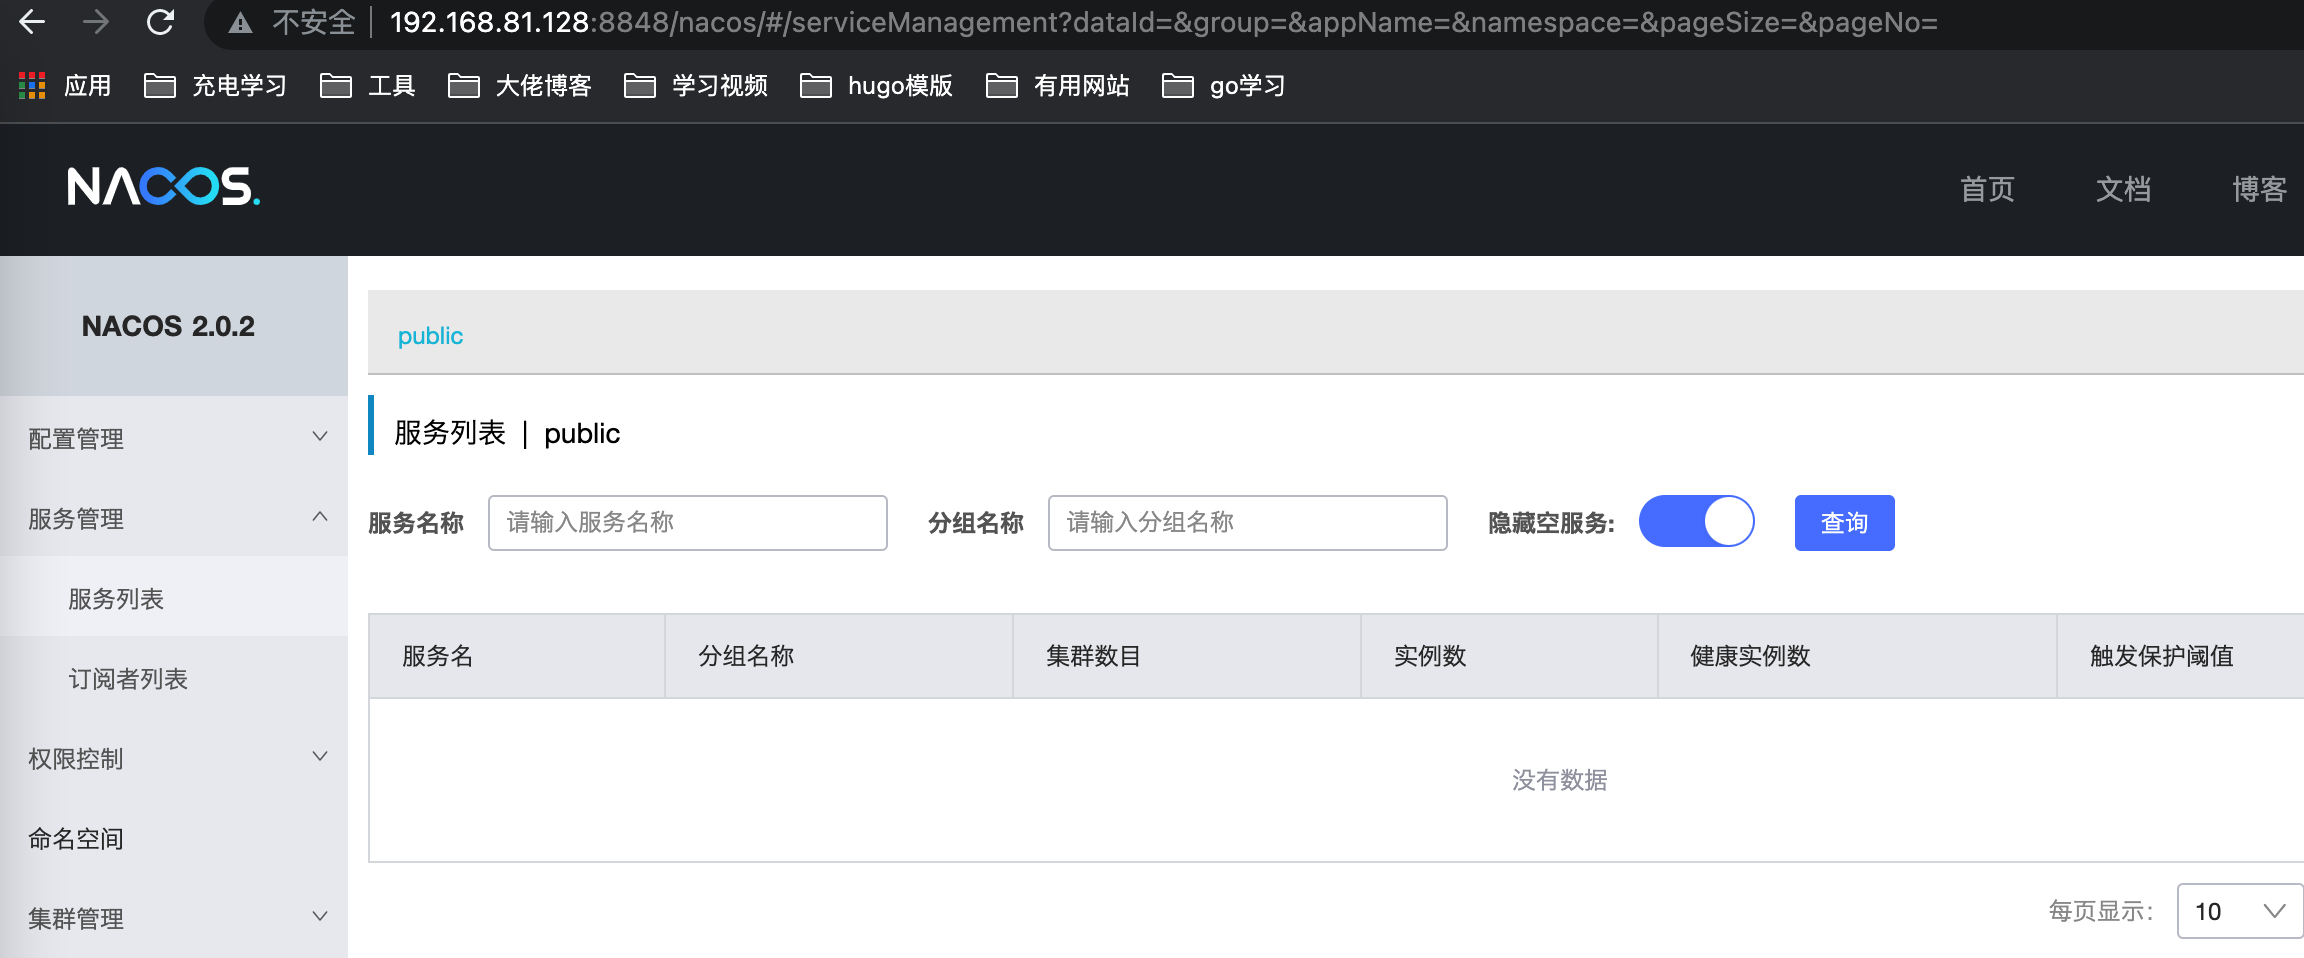 不安全 192.168.81.128:8848/nacos/#/serviceManagement?dataId=&group=&appName=&namespace=&pageSize=&pageNo=
应用 充电学习 工具 大佬博客 学习视频 hugo模版 有用网站 go学习
NACOS.
首页 文档 博客
NACOS 2.0.2
配置管理
服务管理
服务列表
订阅者列表
权限控制
命名空间
集群管理
public
服务列表 | public
服务名称 请输入服务名称 分组名称 请输入分组名称 隐藏空服务: 查询
服务名 分组名称 集群数目 实例数 健康实例数 触发保护阈值
没有数据
每页显示: 10